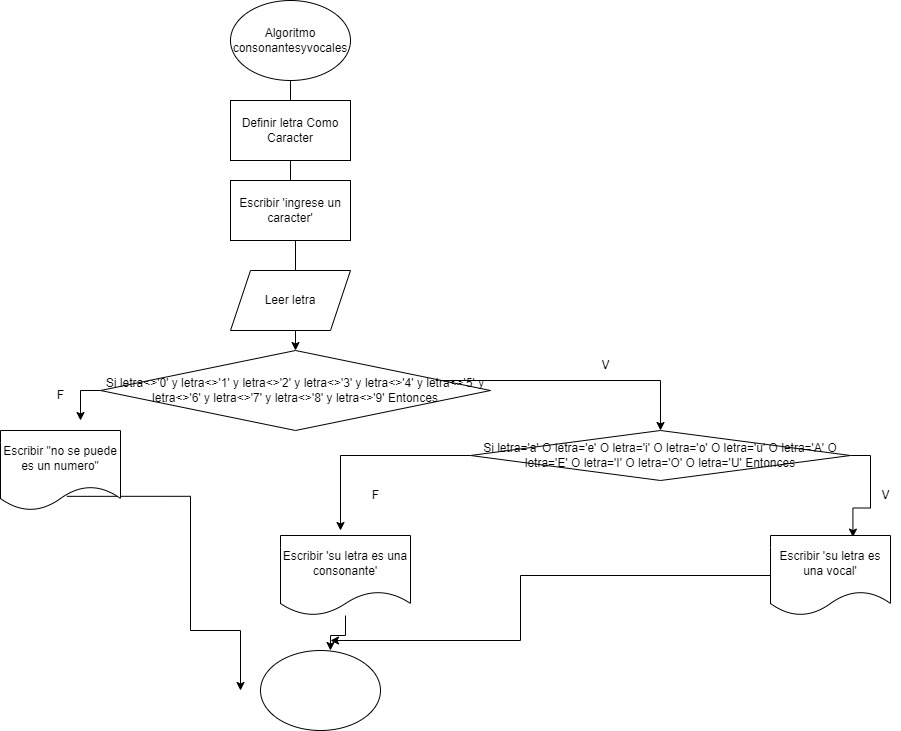 Algoritmo
consonantesyvocales
Definir letra Como
Caracter
Escribir 'ingrese un
caracter'
Leer letra
Si letra<>'0' y letra<>'1' y letra<>'2' y letra<>'3' y letra<>'4' y letra<>'5' y
letra<>'6' y letra<>'7' y letra<>'8' y letra<>'9' Entonces
F
V
Escribir "no se puede
es un numero"
Si letra='a' O letra='e' O letra='i' O letra='o' O letra='u' O letra='A' O
letra='E' O letra='I' O letra='O' O letra='U' Entonces
F
V
Escribir 'su letra es una
consonante'
Escribir 'su letra es
una vocal'